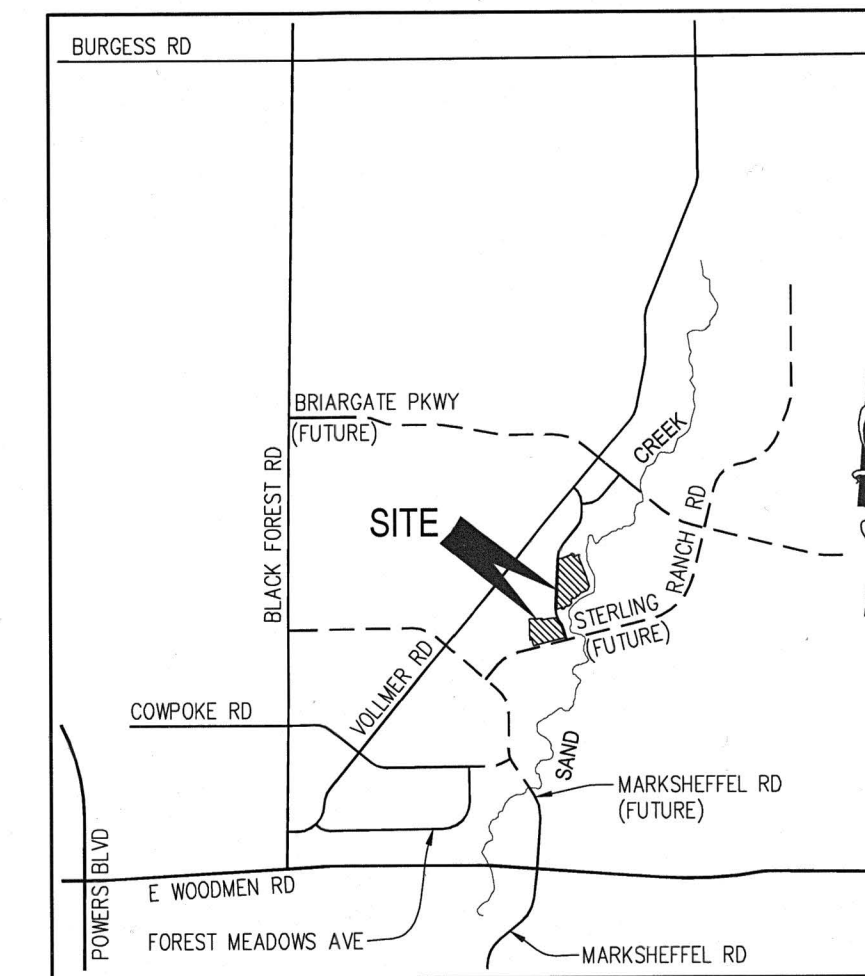 BURGESS RD
BRIARGATE PKWY
(FUTURE)
CREEK
BLACK FOREST RD
SITE
RANCH RD
STERLING
(FUTURE)
VOLLMER RD
COWPOKE RD
SAND
MARKSHEFFEL RD
(FUTURE)
POWERS BLVD
E WOODMEN RD
FOREST MEADOWS AVE
MARKSHEFFEL RD